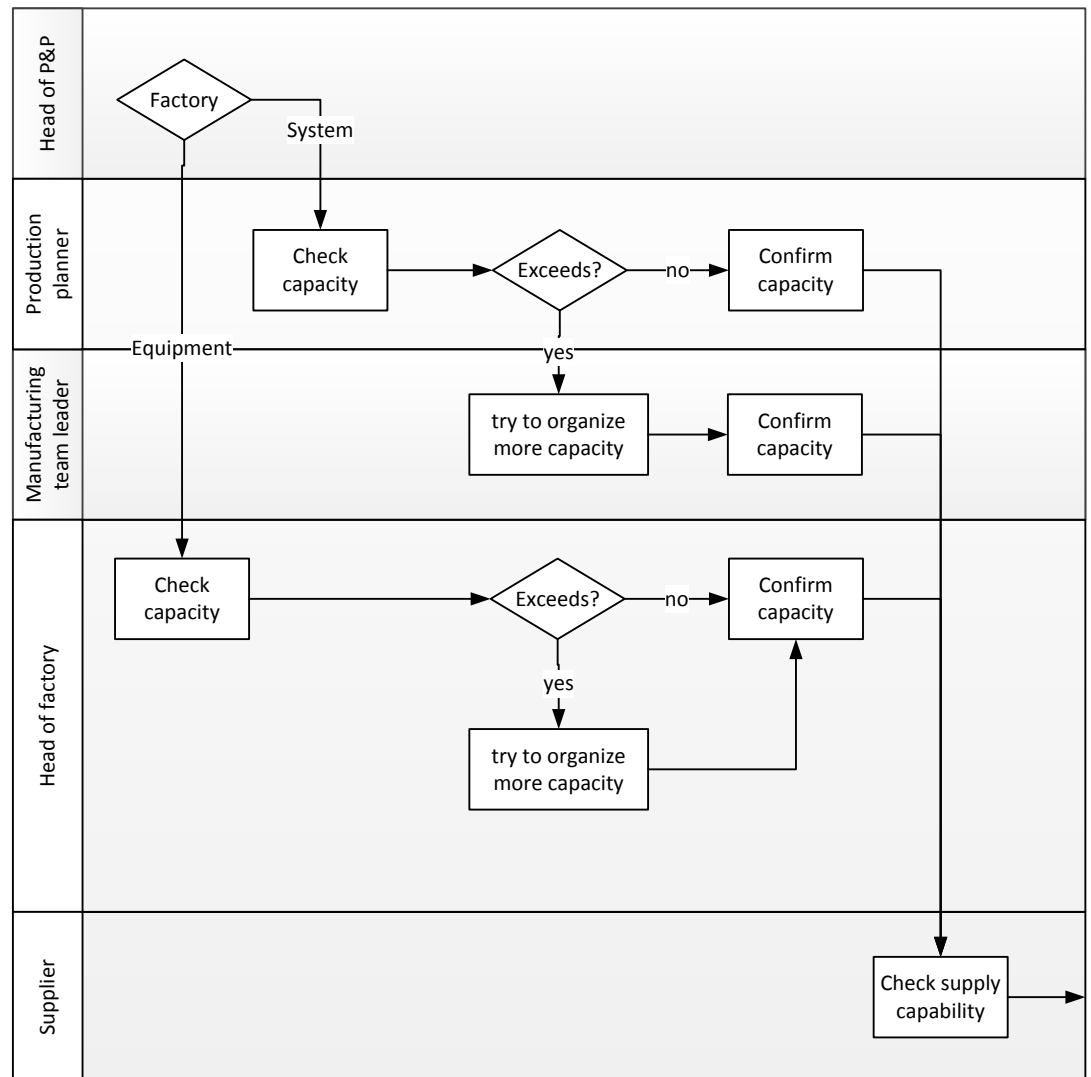 Head of P&P
Factory
System
Production
planner
Check
capacity
Exceeds?
no
Confirm
capacity
Equipment
yes
Manufacturing
team leader
try to organize
more capacity
Confirm
capacity
Head of factory
Check
capacity
Exceeds?
no
Confirm
capacity
yes
try to organize
more capacity
Supplier
Check supply
capability